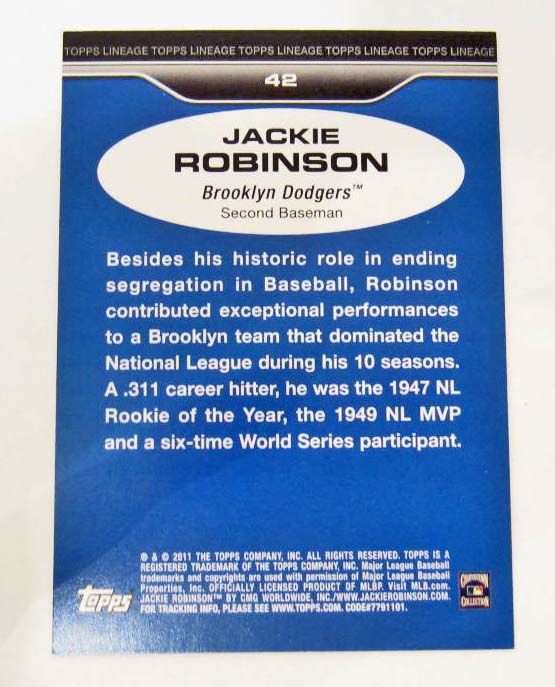 TOPPS LINEAGE TOPPS LINEAGE TOPPS LINEAGE TOPPS LINEAGE TOPPS LINEAGE
42
JACKIE
ROBINSON
Brooklyn Dodgers™
Second Baseman
Besides his historic role in ending
segregation in Baseball, Robinson
contributed exceptional performances
to a Brooklyn team that dominated the
National League during his 10 seasons.
A .311 career hitter, he was the 1947 NL
Rookie of the Year, the 1949 NL MVP
and a six-time World Series participant.
® & © 2011 THE TOPPS COMPANY, INC. ALL RIGHTS RESERVED. TOPPS IS A
REGISTERED TRADEMARK OF THE TOPPS COMPANY, INC. Major League Baseball
trademarks and copyrights are used with permission of Major League Baseball
Properties, Inc. OFFICIALLY LICENSED PRODUCT OF MLBP. Visit MLB.com.
JACKIE ROBINSON™ BY CMG WORLDWIDE, INC./WWW.JACKIEROBINSON.COM.
FOR TRACKING INFO, PLEASE SEE WWW.TOPPS.COM. CODE#7791101.
Topps
COOPERSTOWN
COLLECTION